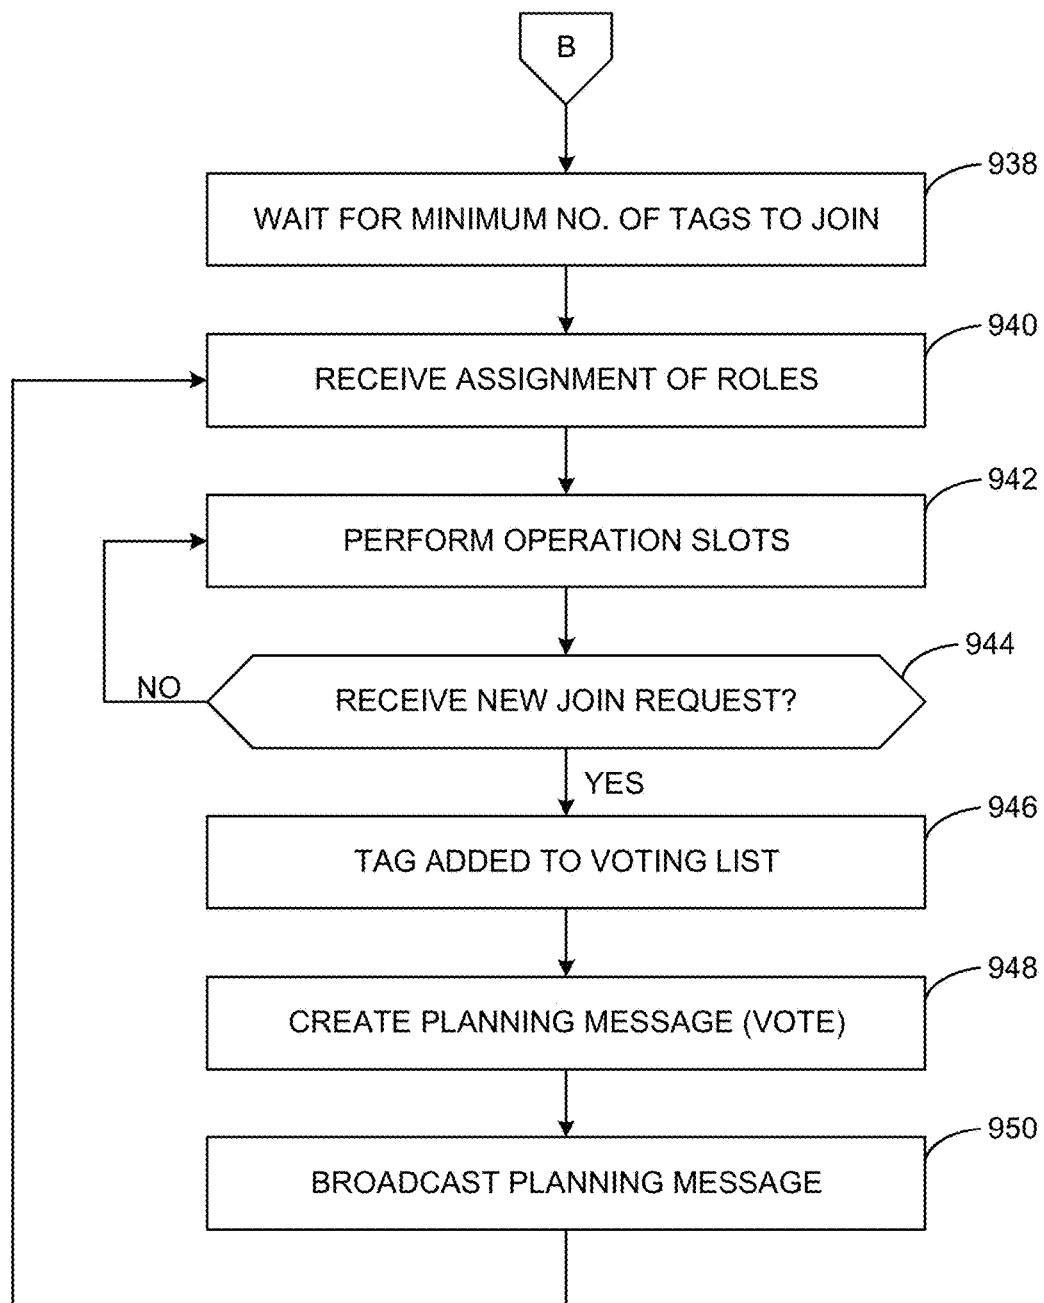 B
938
WAIT FOR MINIMUM NO. OF TAGS TO JOIN
940
RECEIVE ASSIGNMENT OF ROLES
942
PERFORM OPERATION SLOTS
944
NO
RECEIVE NEW JOIN REQUEST?
YES
946
TAG ADDED TO VOTING LIST
948
CREATE PLANNING MESSAGE (VOTE)
950
BROADCAST PLANNING MESSAGE